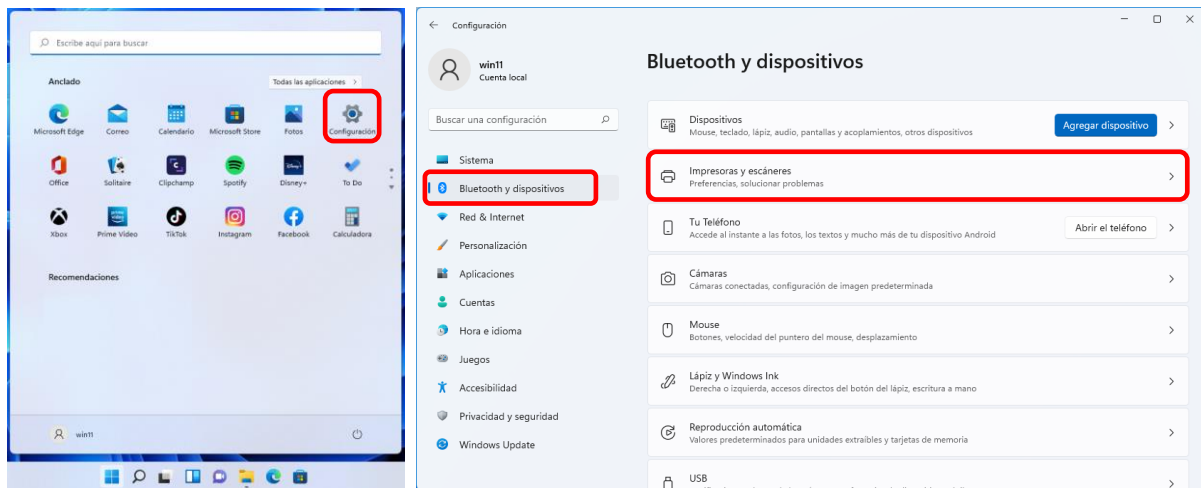 Escribe aquí para buscar
Anclado
Todas las aplicaciones >
Microsoft Edge Correo Calendario Microsoft Store Fotos Configuración
Office Solitaire Clipchamp Spotify Disney+ To Do
Xbox Prime Video TikTok Instagram Facebook Calculadora
Recomendaciones
win11
Configuración
win11
Cuenta local
Buscar una configuración
Sistema
Bluetooth y dispositivos
Red & Internet
Personalización
Aplicaciones
Cuentas
Hora e idioma
Juegos
Accesibilidad
Privacidad y seguridad
Windows Update
Bluetooth y dispositivos
Dispositivos
Mouse, teclado, lápiz, audio, pantallas y acoplamientos, otros dispositivos
Agregar dispositivo
Impresoras y escáneres
Preferencias, solucionar problemas
Tu Teléfono
Accede al instante a las fotos, los textos y mucho más de tu dispositivo Android
Abrir el teléfono
Cámaras
Cámaras conectadas, configuración de imagen predeterminada
Mouse
Botones, velocidad del puntero del mouse, desplazamiento
Lápiz y Windows Ink
Derecha o izquierda, accesos directos del botón del lápiz, escritura a mano
Reproducción automática
Valores predeterminados para unidades extraíbles y tarjetas de memoria
USB